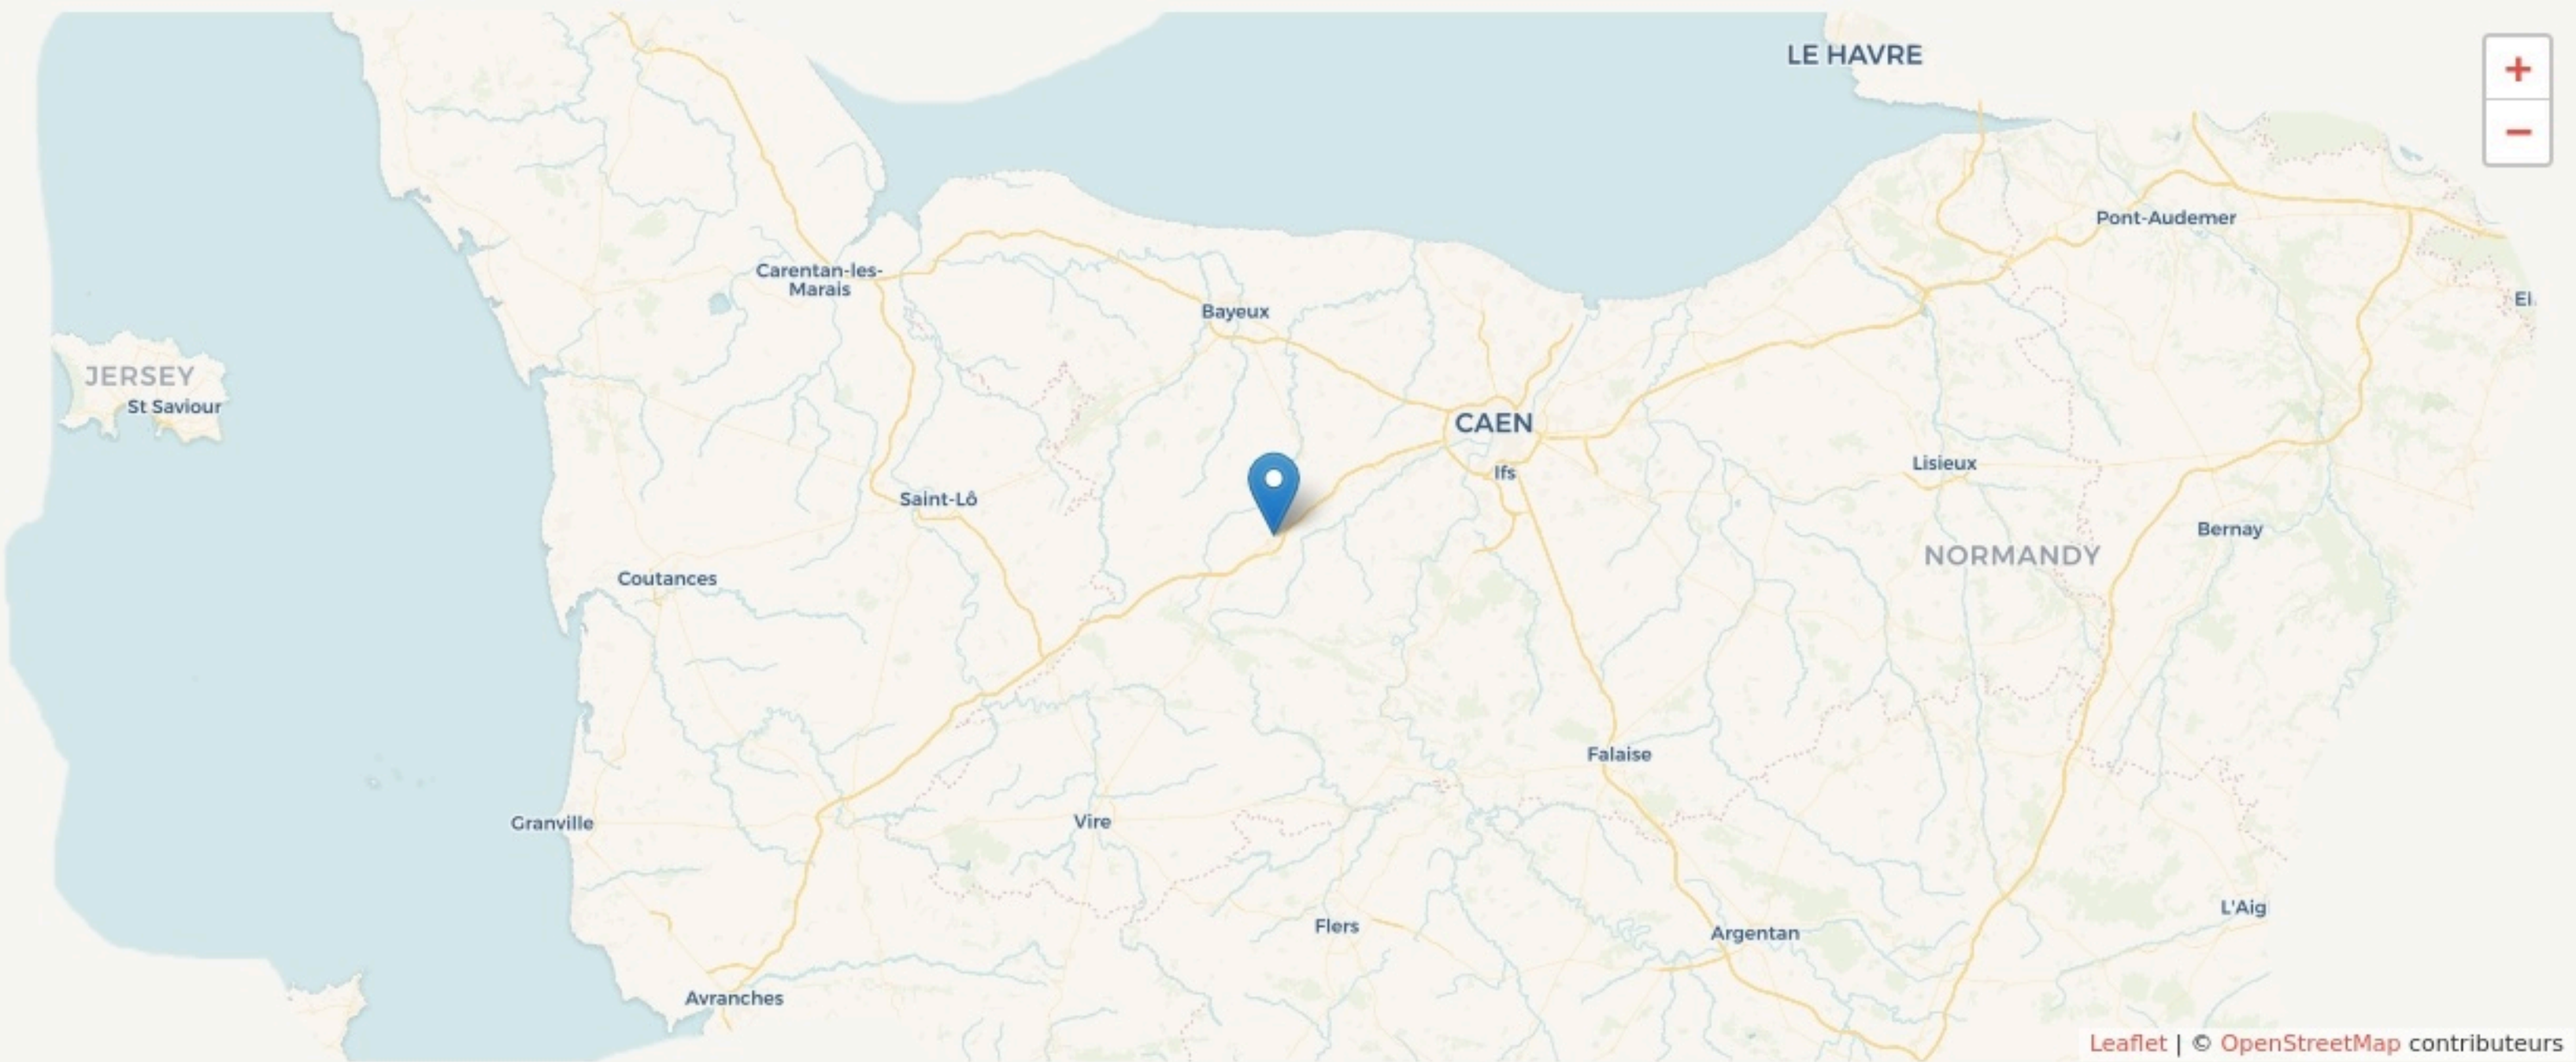 LE HAVRE
+
−
Pont-Audemer
Carentan-les-
Marais
Bayeux
El
JERSEY
St Saviour
CAEN
Ifs
Lisieux
Saint-Lô
Bernay
NORMANDY
Coutances
Falaise
Granville
Vire
L'Aig
Flers
Argentan
Avranches
Leaflet | © OpenStreetMap contributeurs